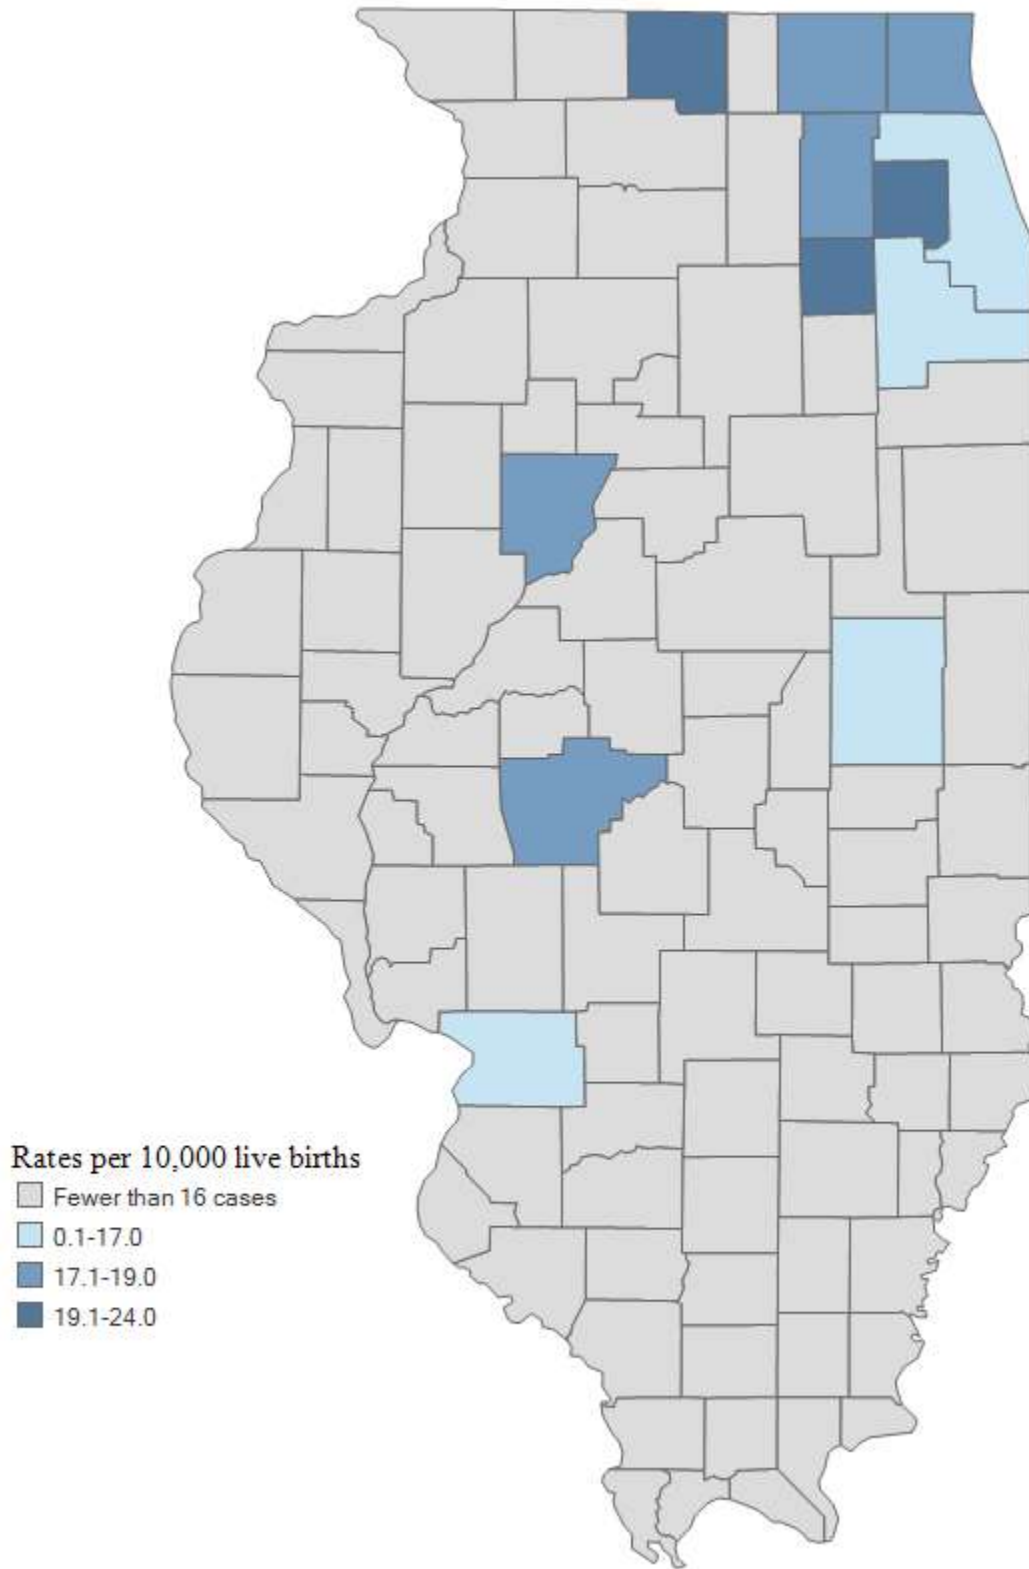 Rates per 10,000 live births
Fewer than 16 cases
0.1-17.0
17.1-19.0
19.1-24.0